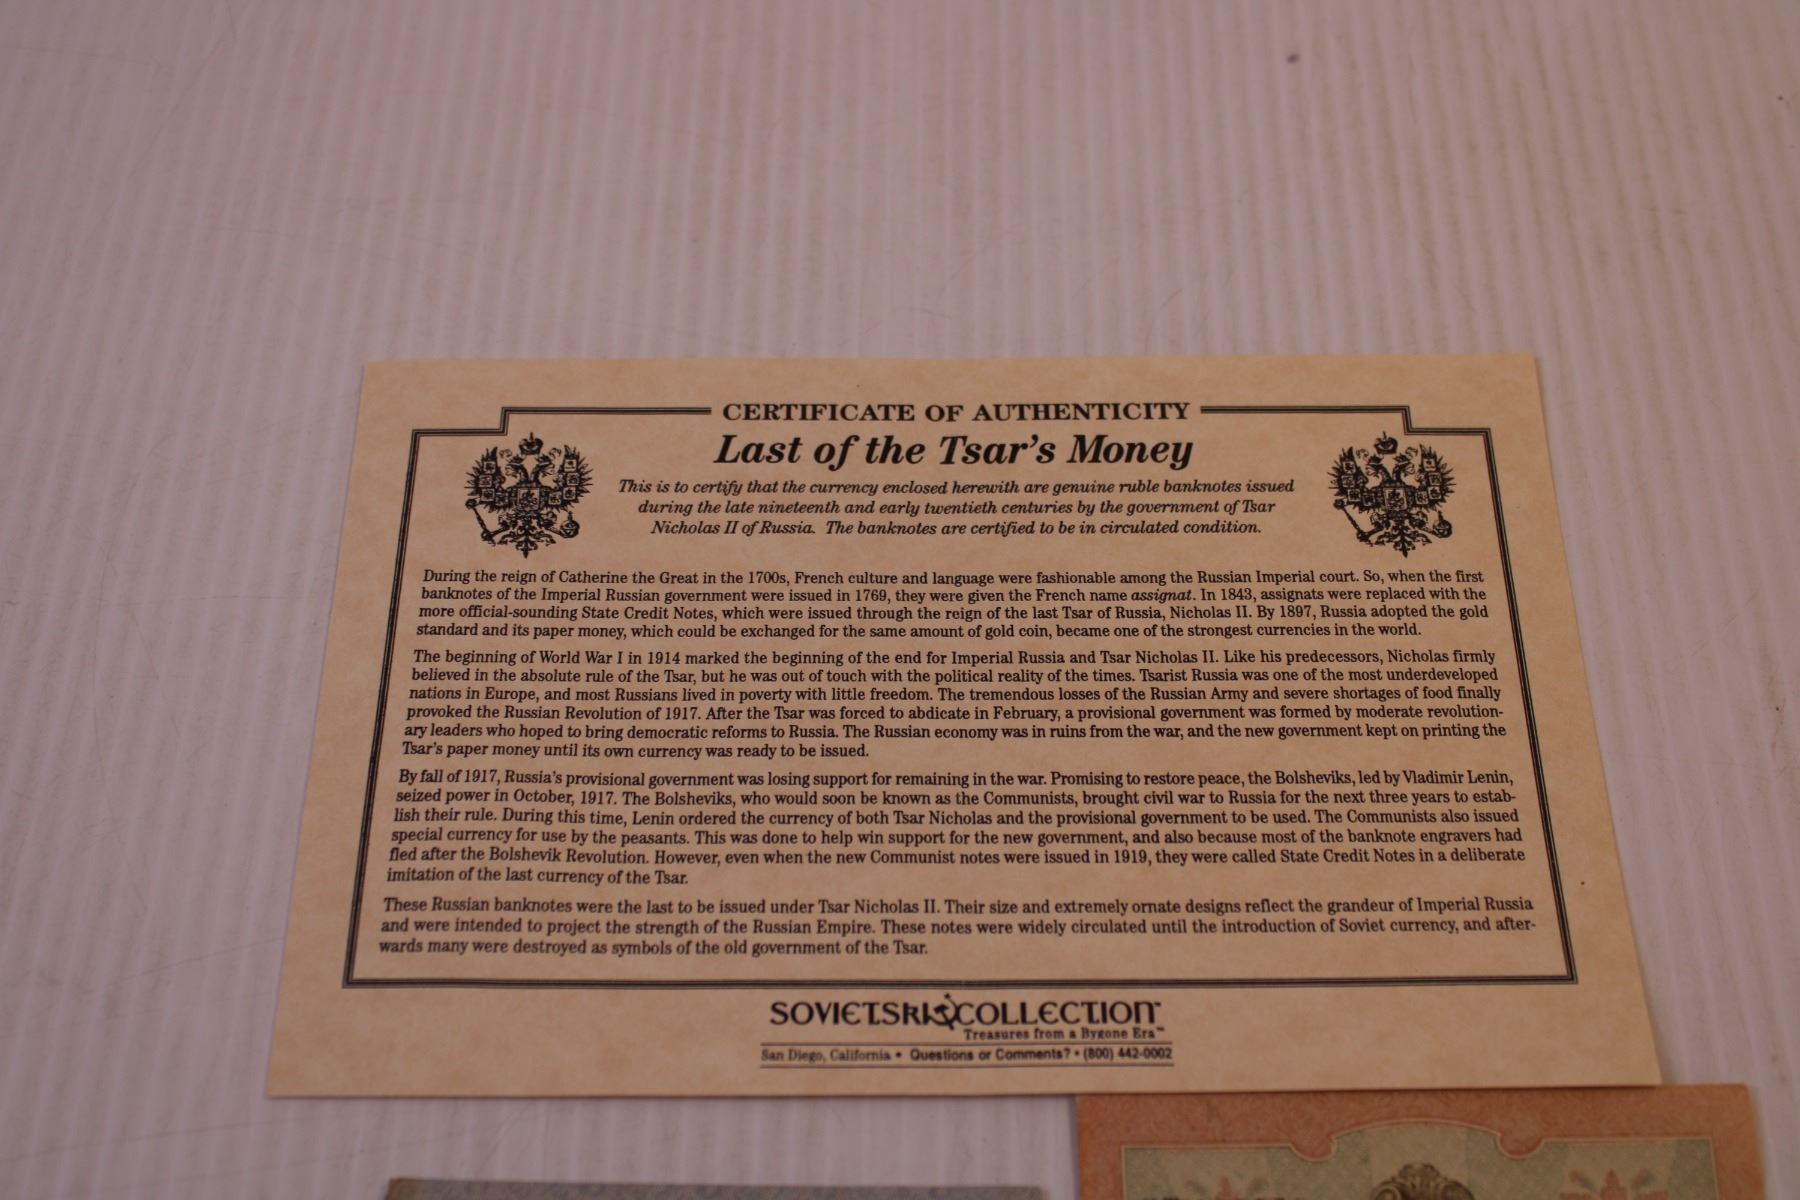 CERTIFICATE OF AUTHENTICITY
Last of the Tsar's Money
This is to certify that the currency enclosed herewith are genuine ruble banknotes issued
during the late nineteenth and early twentieth centuries by the government of Tsar
Nicholas II of Russia. The banknotes are certified to be in circulated condition.
During the reign of Catherine the Great in the 1700s, French culture and language were fashionable among the Russian Imperial court. So, when the first
banknotes of the Imperial Russian government were issued in 1769, they were given the French name assignat. In 1843, assignats were replaced with the
more official-sounding State Credit Notes, which were issued through the reign of the last Tsar of Russia, Nicholas II. By 1897, Russia adopted the gold
standard and its paper money, which could be exchanged for the same amount of gold coin, became one of the strongest currencies in the world.
The beginning of World War I in 1914 marked the beginning of the end for Imperial Russia and Tsar Nicholas II. Like his predecessors, Nicholas firmly
believed in the absolute rule of the Tsar, but he was out of touch with the political reality of the times. Tsarist Russia was one of the most underdeveloped
nations in Europe, and most Russians lived in poverty with little freedom. The tremendous losses of the Russian Army and severe shortages of food finally
provoked the Russian Revolution of 1917. After the Tsar was forced to abdicate in February, a provisional government was formed by moderate revolution-
ary leaders who hoped to bring democratic reforms to Russia. The Russian economy was in ruins from the war, and the new government kept on printing the
Tsar's paper money until its own currency was ready to be issued.
By fall of 1917, Russia's provisional government was losing support for remaining in the war. Promising to restore peace, the Bolsheviks, led by Vladimir Lenin,
seized power in October, 1917. The Bolsheviks, who would soon be known as the Communists, brought civil war to Russia for the next three years to estab-
lish their rule. During this time, Lenin ordered the currency of both Tsar Nicholas and the provisional government to be used. The Communists also issued
special currency for use by the peasants. This was done to help win support for the new government, and also because most of the banknote engravers had
fled after the Bolshevik Revolution. However, even when the new Communist notes were issued in 1919, they were called State Credit Notes in a deliberate
imitation of the last currency of the Tsar.
These Russian banknotes were the last to be issued under Tsar Nicholas II. Their size and extremely ornate designs reflect the grandeur of Imperial Russia
and were intended to project the strength of the Russian Empire. These notes were widely circulated until the introduction of Soviet currency, and after-
wards many were destroyed as symbols of the old government of the Tsar.
SOVIETSKI COLLECTION™
Treasures from a Bygone Era™
San Diego, California • Questions or Comments? • (800) 442-0002